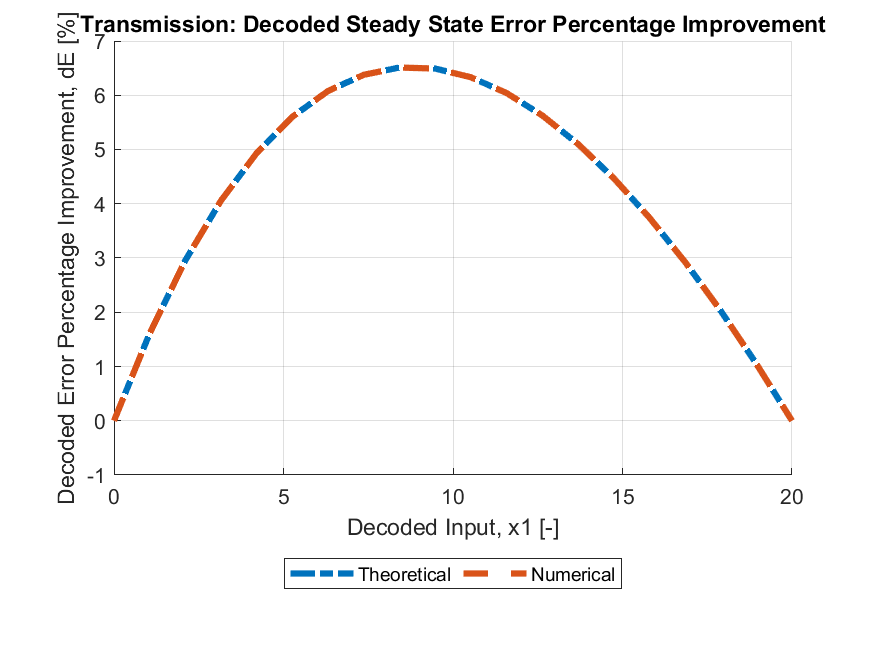 Transmission: Decoded Steady State Error Percentage Improvement
Decoded Error Percentage Improvement, dE [%]
7
6
5
4
3
2
1
0
-1
0 5 10 15 20
Decoded Input, x1 [-]
Theoretical Numerical